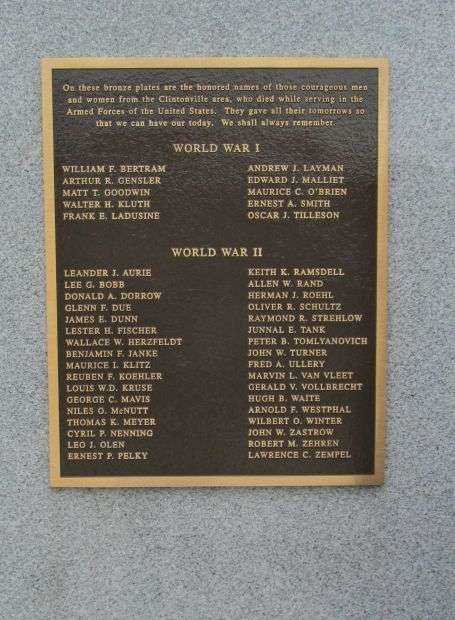 On these bronze plates are the honored names of those courageous men
and women from the Clintonville area, who died while serving in the
Armed Forces of the United States. They gave all their tomorrows so
that we can have our today. We shall always remember.
WORLD WAR I
WILLIAM F. BERTRAM
ARTHUR R. GENSLER
MATT T. GOODWIN
WALTER H. KLUTH
FRANK E. LADUSINE
ANDREW J. LAYMAN
EDWARD J. MALLIET
MAURICE C. O'BRIEN
ERNEST A. SMITH
OSCAR J. TILLESON
WORLD WAR II
LEANDER J. AURIE
LEE G. BOBB
DONALD A. DORROW
GLENN F. DUE
JAMES E. DUNN
LESTER H. FISCHER
WALLACE W. HERZFELDT
BENJAMIN F. JANKE
MAURICE I. KLITZ
REUBEN F. KOEHLER
LOUIS W.D. KRUSE
GEORGE C. MAVIS
NILES G. McNUTT
THOMAS K. MEYER
CYRIL P. NENNING
LEO J. OLEN
ERNEST P. PELKY
KEITH K. RAMSDELL
ALLEN W. RAND
HERMAN J. ROEHL
OLIVER R. SCHULTZ
RAYMOND R. STREHLOW
JUNNAL E. TANK
PETER B. TOMLYANOVICH
JOHN W. TURNER
FRED A. ULLERY
MARVIN L. VAN VLEET
GERALD V. VOLLBRECHT
HUGH B. WAITE
ARNOLD F. WESTPHAL
WILBERT O. WINTER
JOHN W. ZASTROW
ROBERT M. ZEHREN
LAWRENCE C. ZEMPEL